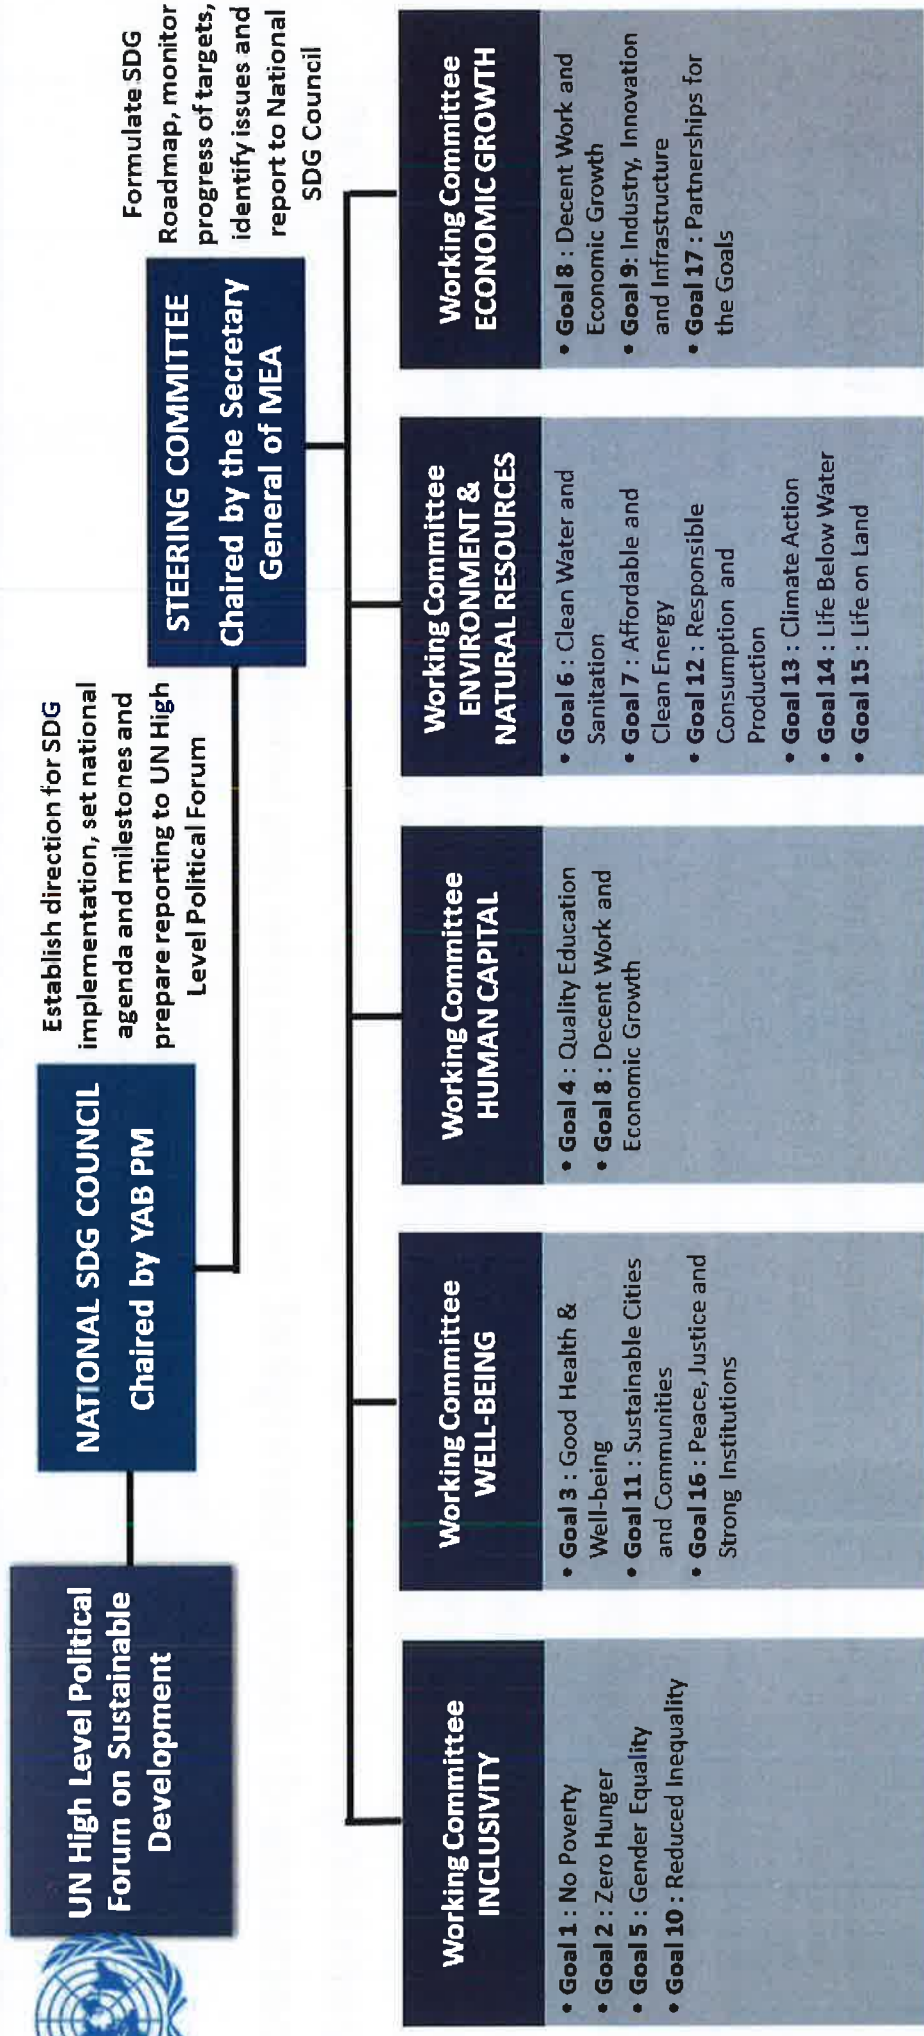 UN High Level Political
Forum on Sustainable
Development
NATIONAL SDG COUNCIL
Chaired by YAB PM
Establish direction for SDG
implementation, set national
agenda and milestones and
prepare reporting to UN High
Level Political Forum
STEERING COMMITTEE
Chaired by the Secretary
General of MEA
Formulate SDG
Roadmap, monitor
progress of targets,
identify issues and
report to National
SDG Council
Working Committee
INCLUSIVITY
• Goal 1 : No Poverty
• Goal 2 : Zero Hunger
• Goal 5 : Gender Equality
• Goal 10 : Reduced Inequality
Working Committee
WELL-BEING
• Goal 3 : Good Health &
Well-being
• Goal 11 : Sustainable Cities
and Communities
• Goal 16 : Peace, Justice and
Strong Institutions
Working Committee
HUMAN CAPITAL
• Goal 4 : Quality Education
• Goal 8 : Decent Work and
Economic Growth
Working Committee
ENVIRONMENT &
NATURAL RESOURCES
• Goal 6 : Clean Water and
Sanitation
• Goal 7 : Affordable and
Clean Energy
• Goal 12 : Responsible
Consumption and
Production
• Goal 13 : Climate Action
• Goal 14 : Life Below Water
• Goal 15 : Life on Land
Working Committee
ECONOMIC GROWTH
• Goal 8 : Decent Work and
Economic Growth
• Goal 9: Industry, Innovation
and Infrastructure
• Goal 17 : Partnerships for
the Goals